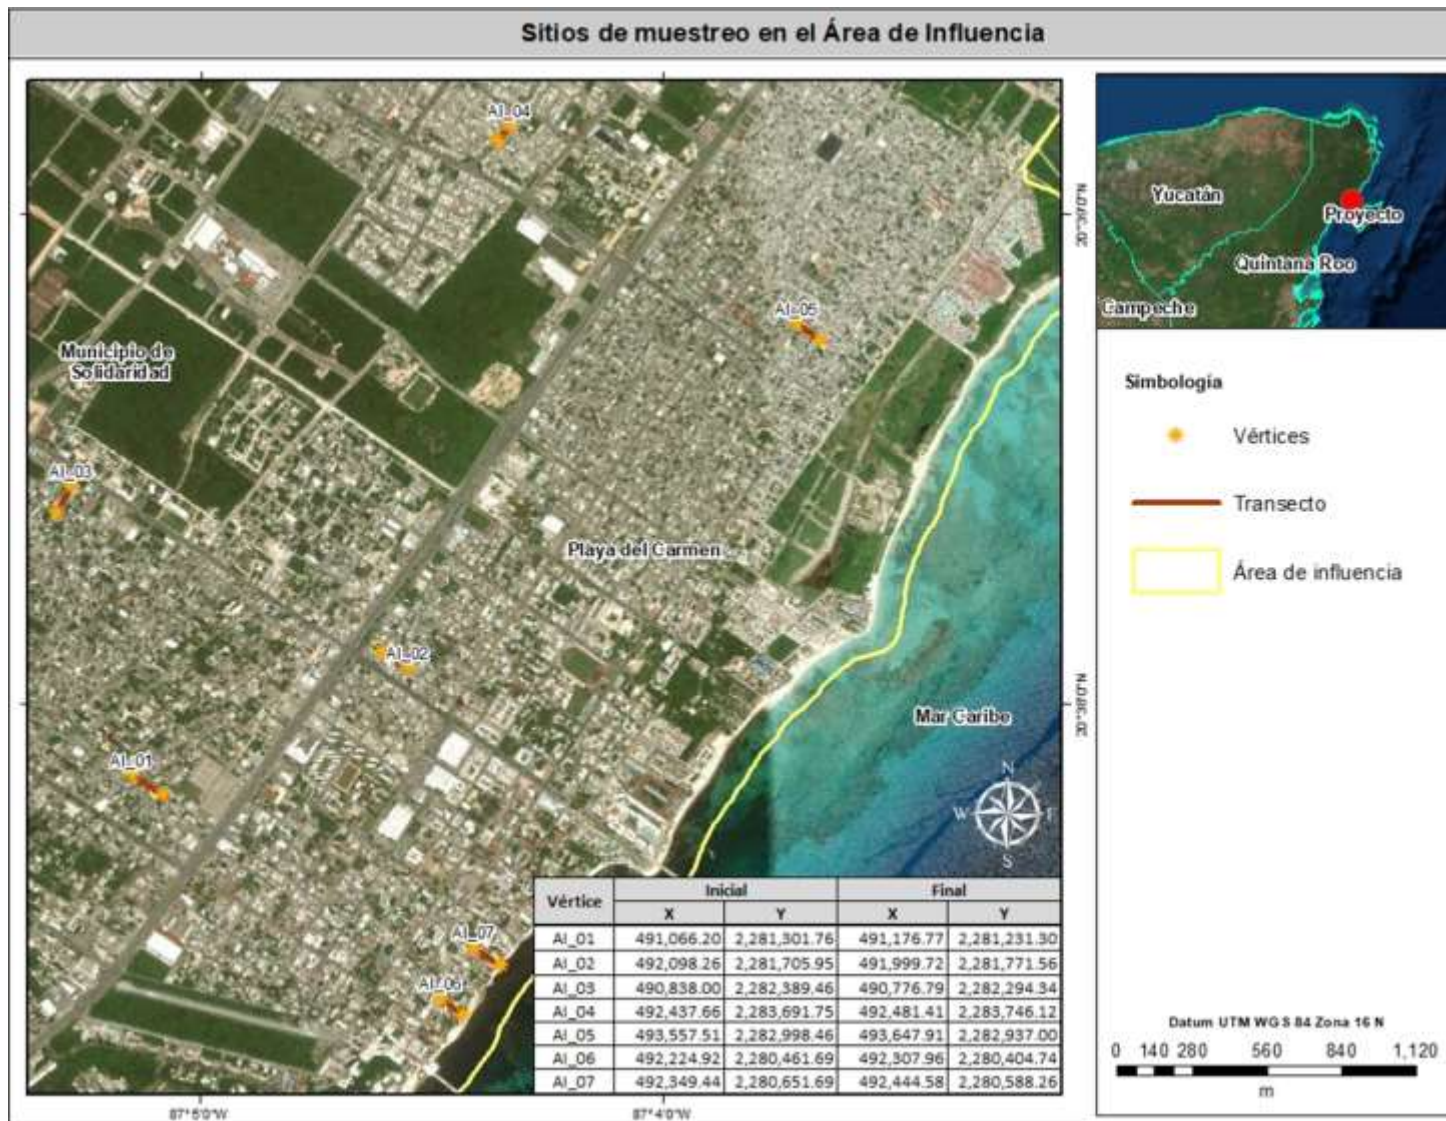 Sitios de muestreo en el Área de Influencia
AI_04
AI_05
Municipio de
Solidaridad
AI_03
Playa del Carmen
AI_02
Mar Caribe
AI_01
N
W E
S
AI_07
AI_06
20°39'0"N
20°38'0"N
87°5'0"W 87°4'0"W
Vértice Inicial Final
X Y X Y
AI_01 491,066.20 2,281,301.76 491,176.77 2,281,231.30
AI_02 492,098.26 2,281,705.95 491,999.72 2,281,771.56
AI_03 490,838.00 2,282,389.46 490,776.79 2,282,294.34
AI_04 492,437.66 2,283,691.75 492,481.41 2,283,746.12
AI_05 493,557.51 2,282,998.46 493,647.91 2,282,937.00
AI_06 492,224.92 2,280,461.69 492,307.96 2,280,404.74
AI_07 492,349.44 2,280,651.69 492,444.58 2,280,588.26
Yucatán
Proyecto
Quintana Roo
Campeche
Simbología
Vértices
Transecto
Área de influencia
Datum UTM WGS 84 Zona 16 N
0 140 280 560 840 1,120
m